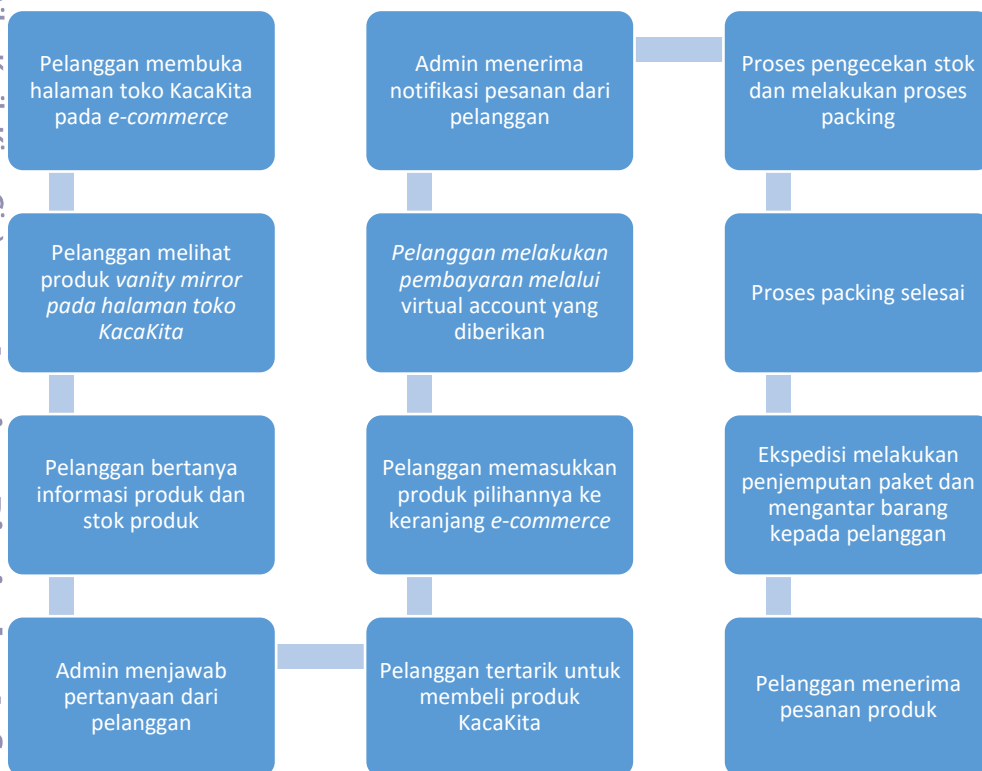 Pelanggan membuka
halaman toko KacaKita
pada e-commerce
Pelanggan melihat
produk vanity mirror
pada halaman toko
KacaKita
Pelanggan bertanya
informasi produk dan
stok produk
Admin menjawab
pertanyaan dari
pelanggan
Pelanggan tertarik untuk
membeli produk
KacaKita
Pelanggan memasukkan
produk pilihannya ke
keranjang e-commerce
Pelanggan melakukan
pembayaran melalui
virtual account yang
diberikan
Admin menerima
notifikasi pesanan dari
pelanggan
Proses pengecekan stok
dan melakukan proses
packing
Proses packing selesai
Ekspedisi melakukan
penjemputan paket dan
mengantar barang
kepada pelanggan
Pelanggan menerima
pesanan produk